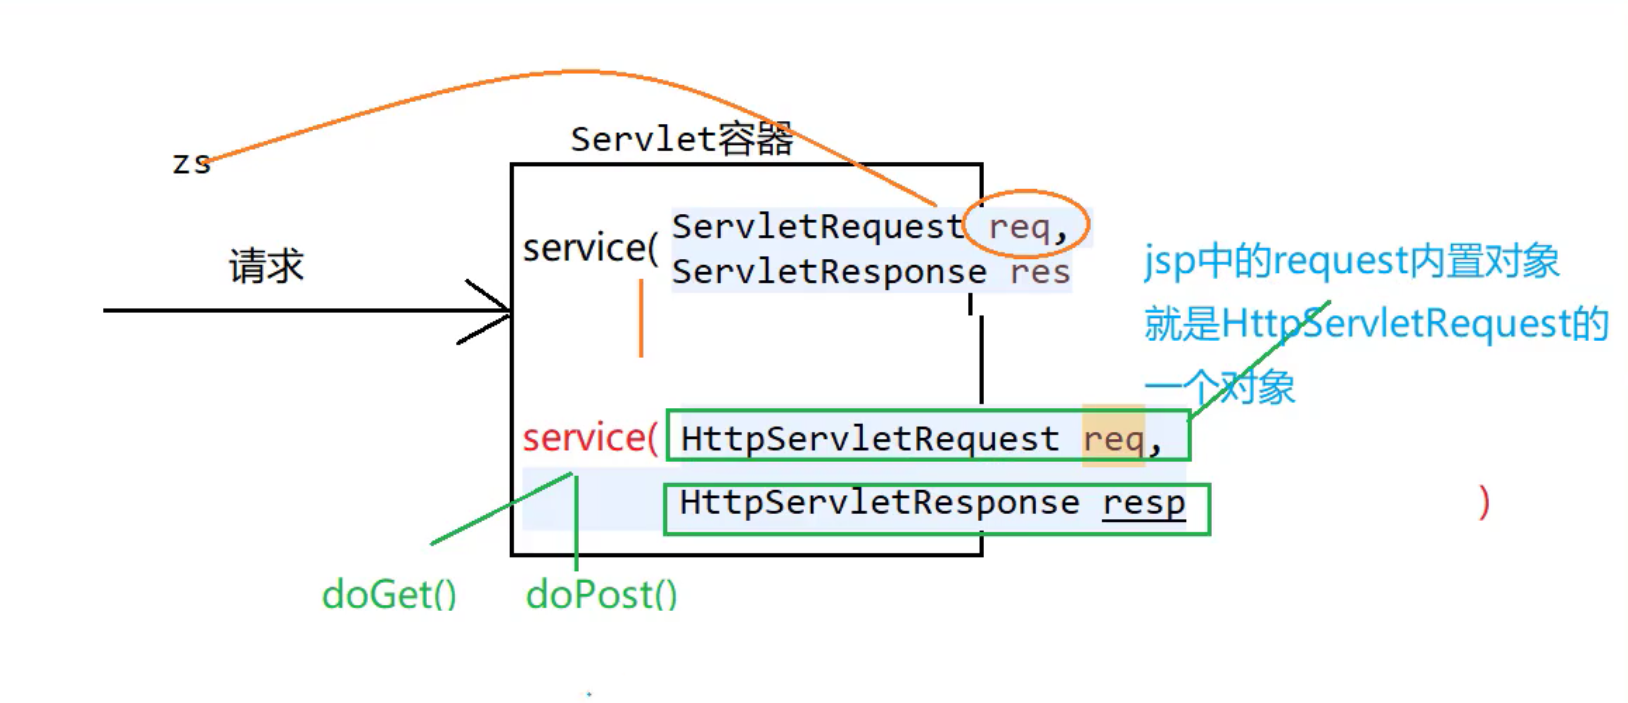 Servlet容器
zs
service( ServletRequest req,
ServletResponse res
请求
jsp中的request内置对象
就是HttpServletRequest的
一个对象
service( HttpServletRequest req,
HttpServletResponse resp )
doGet() doPost()